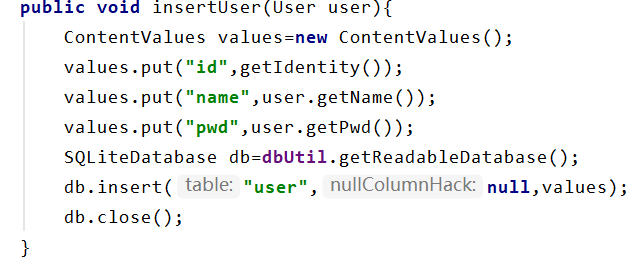 public void insertUser(User user){
    ContentValues values=new ContentValues();
    values.put("id",getIdentity());
    values.put("name",user.getName());
    values.put("pwd",user.getPwd());
    SQLiteDatabase db=dbUtil.getReadableDatabase();
    db.insert( table: "user", nullColumnHack: null,values);
    db.close();
}